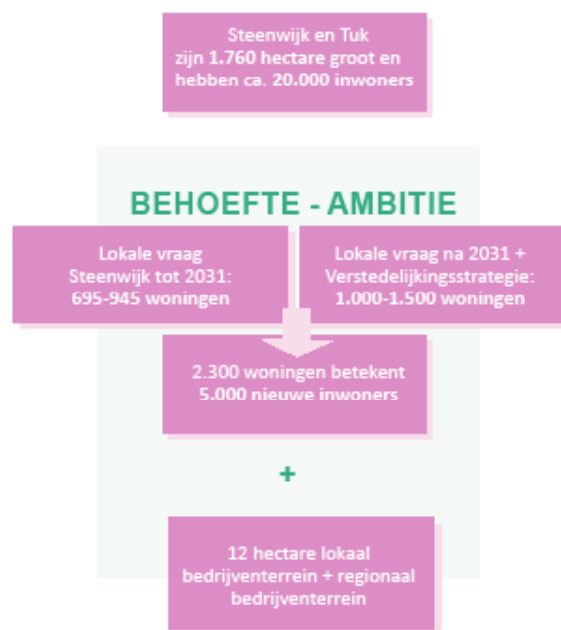 Steenwijk en Tuk
zijn 1.760 hectare groot en
hebben ca. 20.000 inwoners
BEHOEFTE - AMBITIE
Lokale vraag
Steenwijk tot 2031:
695-945 woningen
Lokale vraag na 2031 +
Verstedelijkingsstrategie:
1.000-1.500 woningen
2.300 woningen betekent
5.000 nieuwe inwoners
+
12 hectare lokaal
bedrijventerrein + regionaal
bedrijventerrein